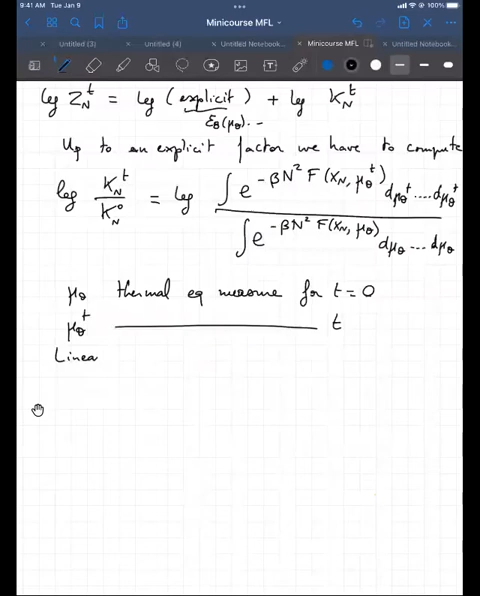 9:41 AM Tue Jan 9
100%
Minicourse MFL
Untitled (3)
Untitled (4)
Untitled Notebook...
Minicourse MFL
Untitled Notebook...
log Z_N^t = log (explicit) + log K_N^t
ℰ_θ(μ_θ)...
Up to an explicit factor we have to compute
log K_N^t / K_N^0 = log ∫ e^{-βN² F(X_N, μ_θ^t)} dμ_θ^t .... dμ_θ^t / ∫ e^{-βN² F(X_N, μ_θ)} dμ_θ ... dμ_θ
μ_θ thermal eq measure for t = 0
μ_θ^t ——— t
Linea